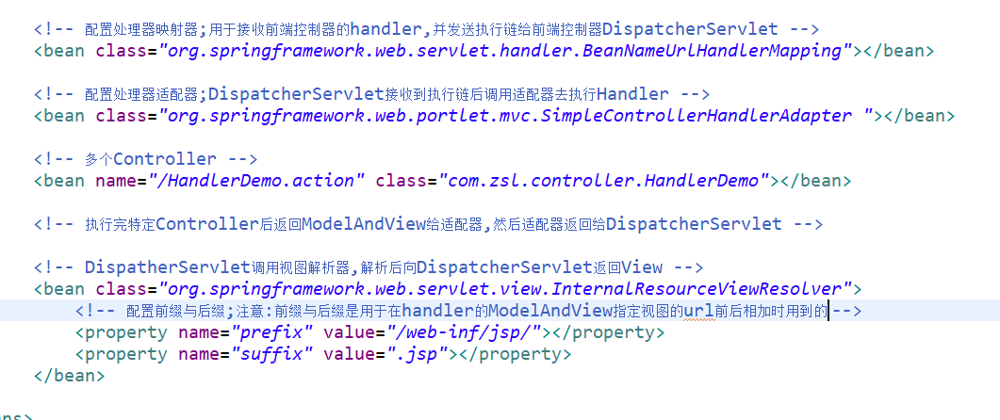 <!-- 配置处理器映射器;用于接收前端控制器的handler,并发送执行链给前端控制器DispatcherServlet -->
<bean class="org.springframework.web.servlet.handler.BeanNameUrlHandlerMapping"></bean>
<!-- 配置处理器适配器;DispatcherServlet接收到执行链后调用适配器去执行Handler -->
<bean class="org.springframework.web.portlet.mvc.SimpleControllerHandlerAdapter "></bean>
<!-- 多个Controller -->
<bean name="/HandlerDemo.action" class="com.zsl.controller.HandlerDemo"></bean>
<!-- 执行完特定Controller后返回ModelAndView给适配器,然后适配器返回给DispatcherServlet -->
<!-- DispatherServlet调用视图解析器,解析后向DispatcherServlet返回View -->
<bean class="org.springframework.web.servlet.view.InternalResourceViewResolver">
<!-- 配置前缀与后缀;注意:前缀与后缀是用于在handler的ModelAndView指定视图的url前后相加时用到的-->
<property name="prefix" value="/web-inf/jsp/"></property>
<property name="suffix" value=".jsp"></property>
</bean>